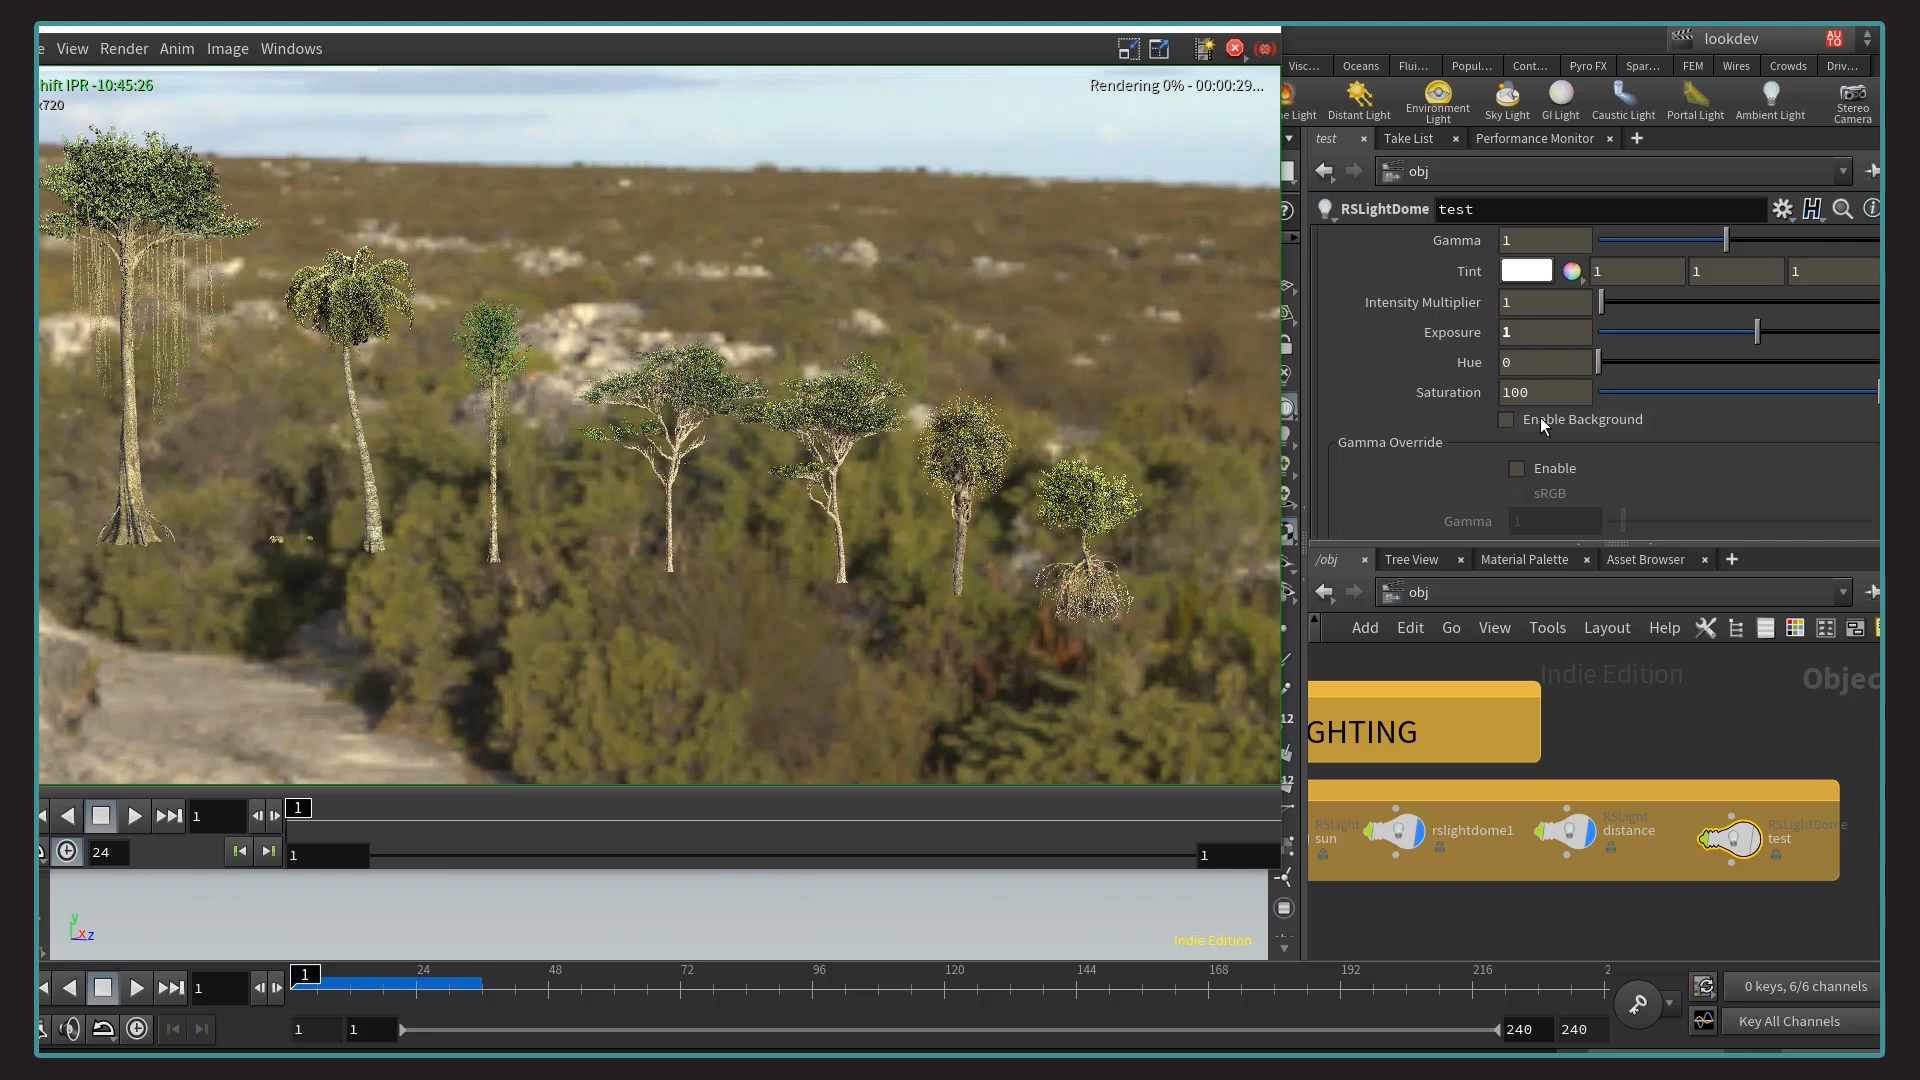 e View Render Anim Image Windows
lookdev
AUTO
hift IPR -10:45:26
x720
Rendering 0% - 00:00:29...
Visc... Oceans Flui... Popul... Cont... Pyro FX Spar... FEM Wires Crowds Driv...
e Light Distant Light Environment Light Sky Light GI Light Caustic Light Portal Light Ambient Light Stereo Camera
test × Take List × Performance Monitor × +
obj
RSLightDome test
Gamma 1
Tint 1 1 1
Intensity Multiplier 1
Exposure 1
Hue 0
Saturation 100
Enable Background
Gamma Override
Enable
sRGB
Gamma 1
/obj × Tree View × Material Palette × Asset Browser × +
obj
Add Edit Go View Tools Layout Help
Indie Edition
Objec
GHTING
12
12
RSLight
sun
rslightdome1
RSLight
distance
RSLightDome
test
1 1
24 1 1
y
x z
Indie Edition
1 1 24 48 72 96 120 144 168 192 216 2
0 keys, 6/6 channels
1 1 240 240
Key All Channels